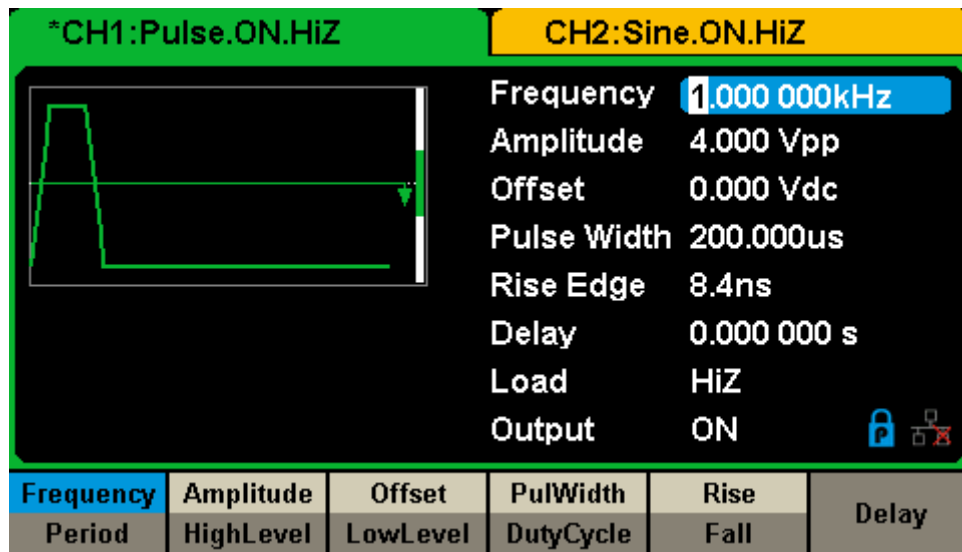 *CH1:Pulse.ON.HiZ CH2:Sine.ON.HiZ
Frequency 1.000 000kHz
Amplitude 4.000 Vpp
Offset 0.000 Vdc
Pulse Width 200.000us
Rise Edge 8.4ns
Delay 0.000 000 s
Load HiZ
Output ON
P
Frequency Amplitude Offset PulWidth Rise Delay
Period HighLevel LowLevel DutyCycle Fall